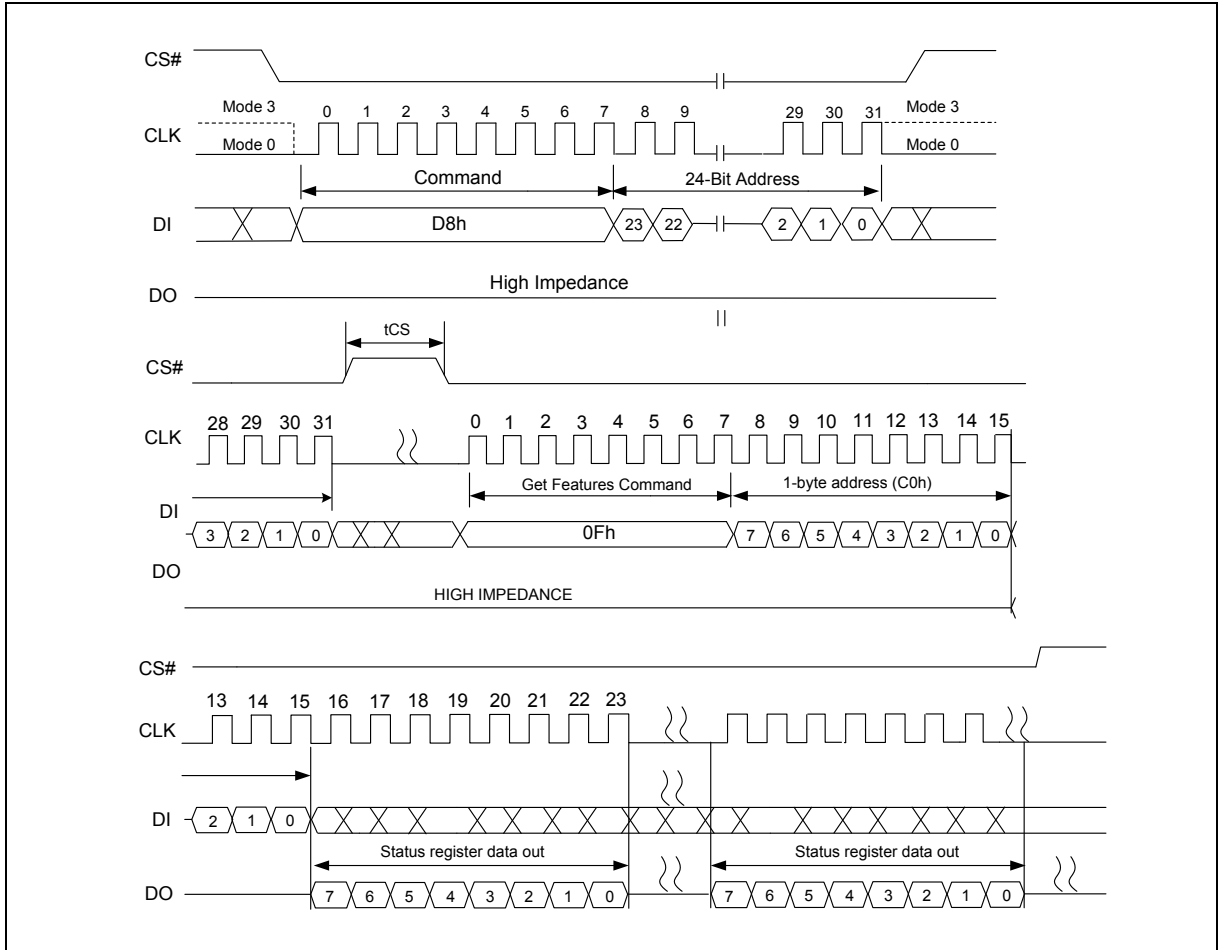 CS#
Mode 3 0 1 2 3 4 5 6 7 8 9 29 30 31 Mode 3
CLK
Mode 0 Mode 0
Command 24-Bit Address
DI D8h 23 22 2 1 0
High Impedance
DO
tCS
CS#
28 29 30 31 0 1 2 3 4 5 6 7 8 9 10 11 12 13 14 15
CLK
Get Features Command 1-byte address (C0h)
DI
3 2 1 0 0Fh 7 6 5 4 3 2 1 0
DO
HIGH IMPEDANCE
CS#
13 14 15 16 17 18 19 20 21 22 23
CLK
DI 2 1 0
Status register data out Status register data out
DO 7 6 5 4 3 2 1 0 7 6 5 4 3 2 1 0